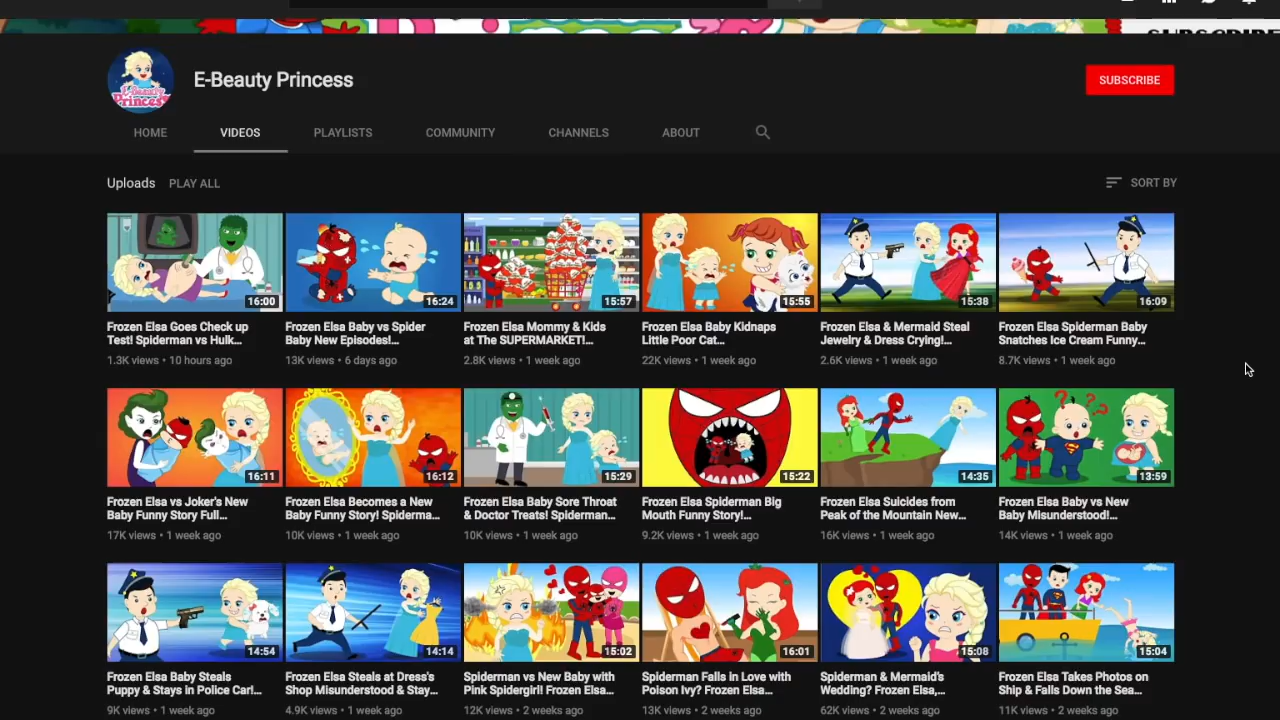 SUBSCRIBE
E-Beauty Princess
E-Beauty
Princess
SUBSCRIBE
HOME VIDEOS PLAYLISTS COMMUNITY CHANNELS ABOUT
Uploads PLAY ALL SORT BY
16:00 16:24 15:57 15:55 15:38 16:09
Frozen Elsa Goes Check up Test! Spiderman vs Hulk...
1.3K views • 10 hours ago
Frozen Elsa Baby vs Spider Baby New Episodes!...
13K views • 6 days ago
Frozen Elsa Mommy & Kids at The SUPERMARKET!...
2.8K views • 1 week ago
Frozen Elsa Baby Kidnaps Little Poor Cat...
22K views • 1 week ago
Frozen Elsa & Mermaid Steal Jewelry & Dress Crying!...
2.6K views • 1 week ago
Frozen Elsa Spiderman Baby Snatches Ice Cream Funny...
8.7K views • 1 week ago
16:11 16:12 15:29 15:22 14:35 13:59
Frozen Elsa vs Joker's New Baby Funny Story Full...
17K views • 1 week ago
Frozen Elsa Becomes a New Baby Funny Story! Spiderma...
10K views • 1 week ago
Frozen Elsa Baby Sore Throat & Doctor Treats! Spiderman...
10K views • 1 week ago
Frozen Elsa Spiderman Big Mouth Funny Story!...
9.2K views • 1 week ago
Frozen Elsa Suicides from Peak of the Mountain New...
16K views • 1 week ago
Frozen Elsa Baby vs New Baby Misunderstood!...
14K views • 1 week ago
14:54 14:14 15:02 16:01 15:08 15:04
Frozen Elsa Baby Steals Puppy & Stays in Police Car!...
9K views • 1 week ago
Frozen Elsa Steals at Dress's Shop Misunderstood & Stay...
4.9K views • 1 week ago
Spiderman vs New Baby with Pink Spidergirl! Frozen Elsa...
12K views • 2 weeks ago
Spiderman Falls in Love with Poison Ivy? Frozen Elsa...
13K views • 2 weeks ago
Spiderman & Mermaid's Wedding? Frozen Elsa,...
62K views • 2 weeks ago
Frozen Elsa Takes Photos on Ship & Falls Down the Sea...
11K views • 2 weeks ago